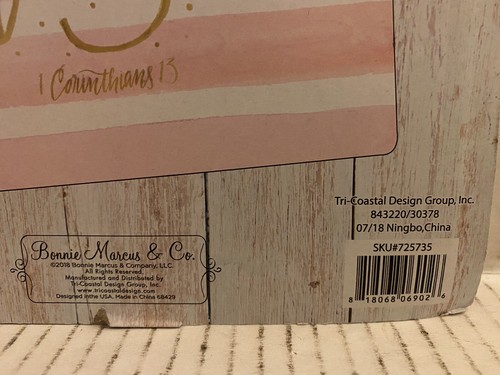 1 Corinthians 13
Tri-Coastal Design Group, Inc.
843220/30378
07/18 Ningbo,China
SKU#725735
8 18068 06902 6
Bonnie Marcus & Co.
©2018 Bonnie Marcus & Company, LLC.
All Rights Reserved.
Manufactured and Distributed by
Tri-Coastal Design Group, Inc.
www.tricoastaldesign.com
Designed in the USA, Made in China 68429